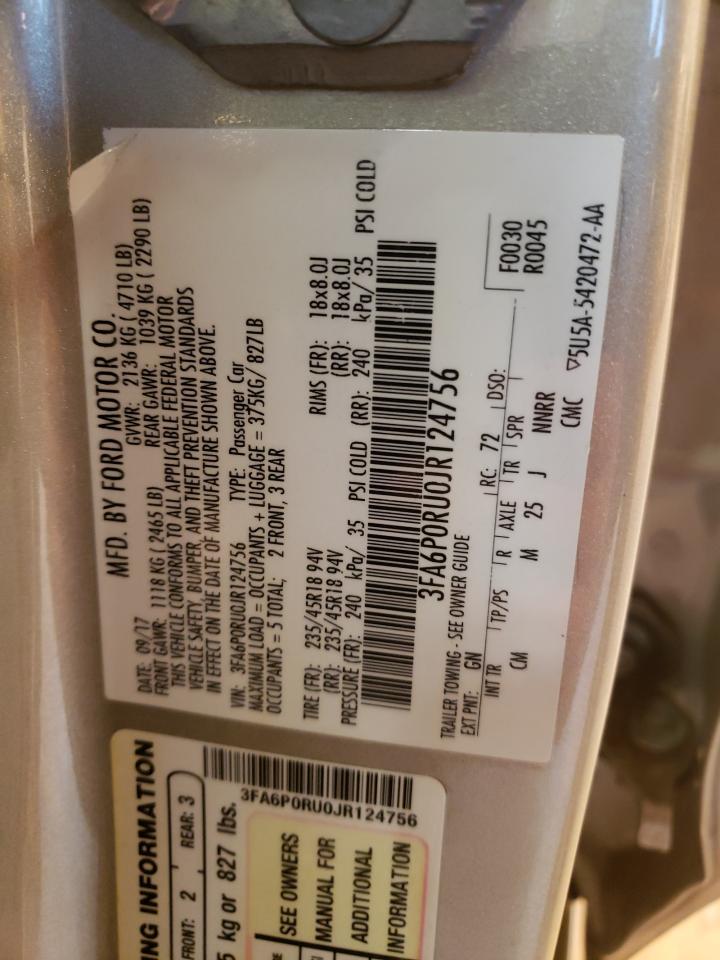 MFD. BY FORD MOTOR CO.
DATE: 09/17 GVWR: 2136 KG ( 4710 LB)
FRONT GAWR: 1118 KG ( 2465 LB) REAR GAWR: 1039 KG ( 2290 LB)
THIS VEHICLE CONFORMS TO ALL APPLICABLE FEDERAL MOTOR
VEHICLE SAFETY, BUMPER, AND THEFT PREVENTION STANDARDS
IN EFFECT ON THE DATE OF MANUFACTURE SHOWN ABOVE.
VIN: 3FA6P0RU0JR124756 TYPE: Passenger Car
MAXIMUM LOAD = OCCUPANTS + LUGGAGE = 375KG/ 827LB
OCCUPANTS = 5 TOTAL; 2 FRONT, 3 REAR
TIRE (FR): 235/45R18 94V RIMS (FR): 18x8.0J
(RR): 235/45R18 94V (RR): 18x8.0J
PRESSURE (FR): 240 kPa/ 35 PSI COLD (RR): 240 kPa/ 35 PSI COLD
3FA6P0RU0JR124756
TRAILER TOWING - SEE OWNER GUIDE
EXT PNT: GN RC: 72 DSO: F0030
R0045
INT TR TP/PS R AXLE TR SPR
CM M 25 J NNRR
CMC
▽5U5A-5420472-AA
ING INFORMATION
FRONT: 2 REAR: 3
5 kg or 827 lbs.
3FA6P0RU0JR124756
SEE OWNERS
MANUAL FOR
ADDITIONAL
INFORMATION